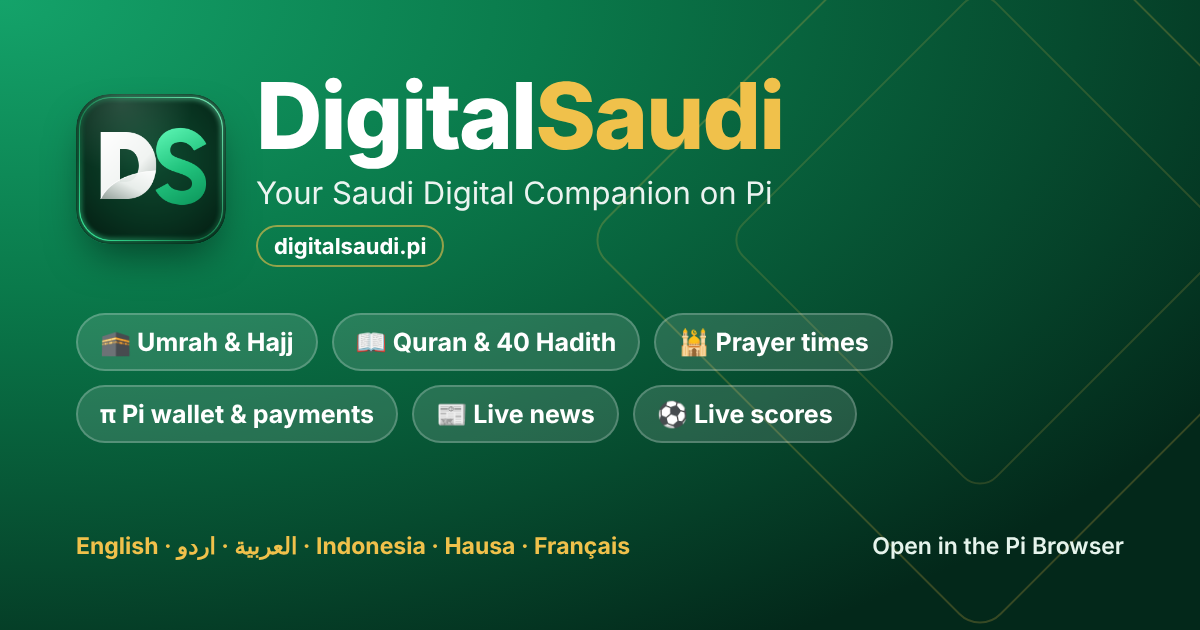 DS
DigitalSaudi
Your Saudi Digital Companion on Pi
digitalsaudi.pi
🕋 Umrah & Hajj
📖 Quran & 40 Hadith
🕌 Prayer times
π Pi wallet & payments
📰 Live news
⚽ Live scores
English · اردو · العربية · Indonesia · Hausa · Français
Open in the Pi Browser